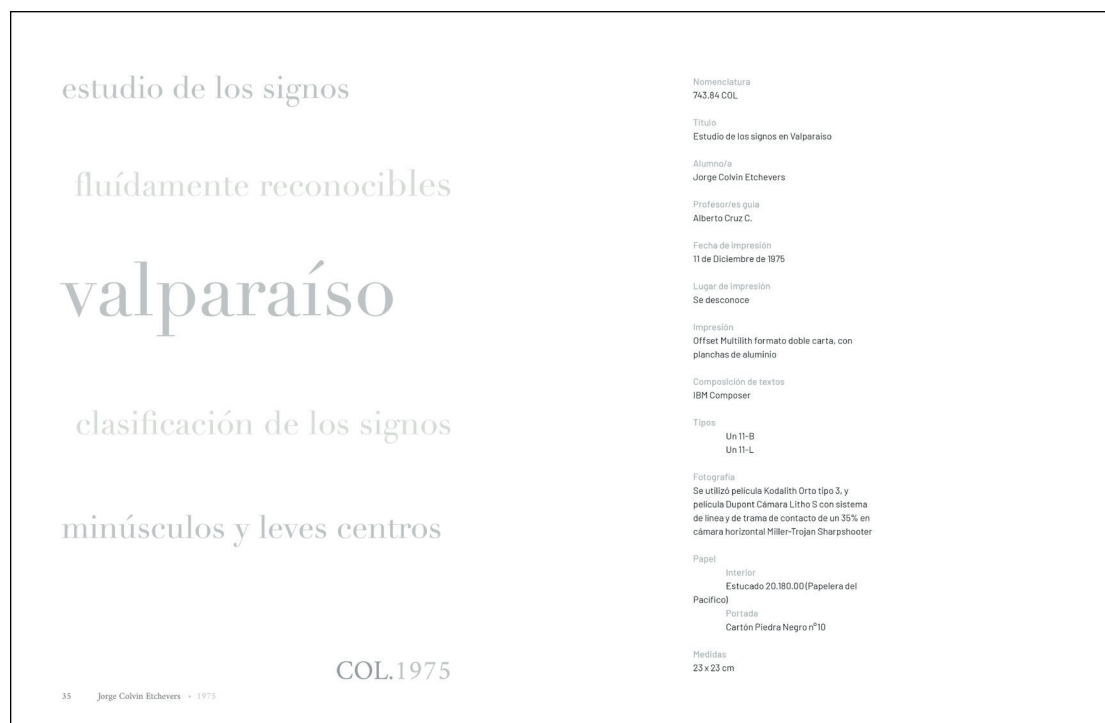 estudio de los signos
fluídamente reconocibles
valparaíso
clasificación de los signos
minúsculos y leves centros
COL.1975
35 Jorge Colvin Etchevers • 1975
Nomenclatura
743.84 COL
Título
Estudio de los signos en Valparaíso
Alumno/a
Jorge Colvin Etchevers
Profesor/es guía
Alberto Cruz C.
Fecha de impresión
11 de Diciembre de 1975
Lugar de impresión
Se desconoce
Impresión
Offset Multilith formato doble carta, con
planchas de aluminio
Composición de textos
IBM Composer
Tipos
Un 11-B
Un 11-L
Fotografía
Se utilizó película Kodalith Orto tipo 3, y
película Dupont Cámara Litho S con sistema
de línea y de trama de contacto de un 35% en
cámara horizontal Miller-Trojan Sharpshooter
Papel
Interior
Estucado 20.180.00 (Papelera del
Pacífico)
Portada
Cartón Piedra Negro n°10
Medidas
23 x 23 cm